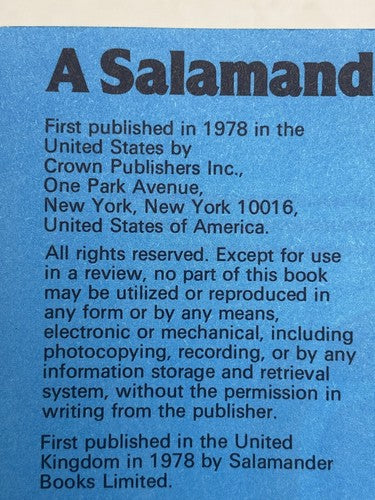 A Salamand
First published in 1978 in the
United States by
Crown Publishers Inc.,
One Park Avenue,
New York, New York 10016,
United States of America.
All rights reserved. Except for use
in a review, no part of this book
may be utilized or reproduced in
any form or by any means,
electronic or mechanical, including
photocopying, recording, or by any
information storage and retrieval
system, without the permission in
writing from the publisher.
First published in the United
Kingdom in 1978 by Salamander
Books Limited.